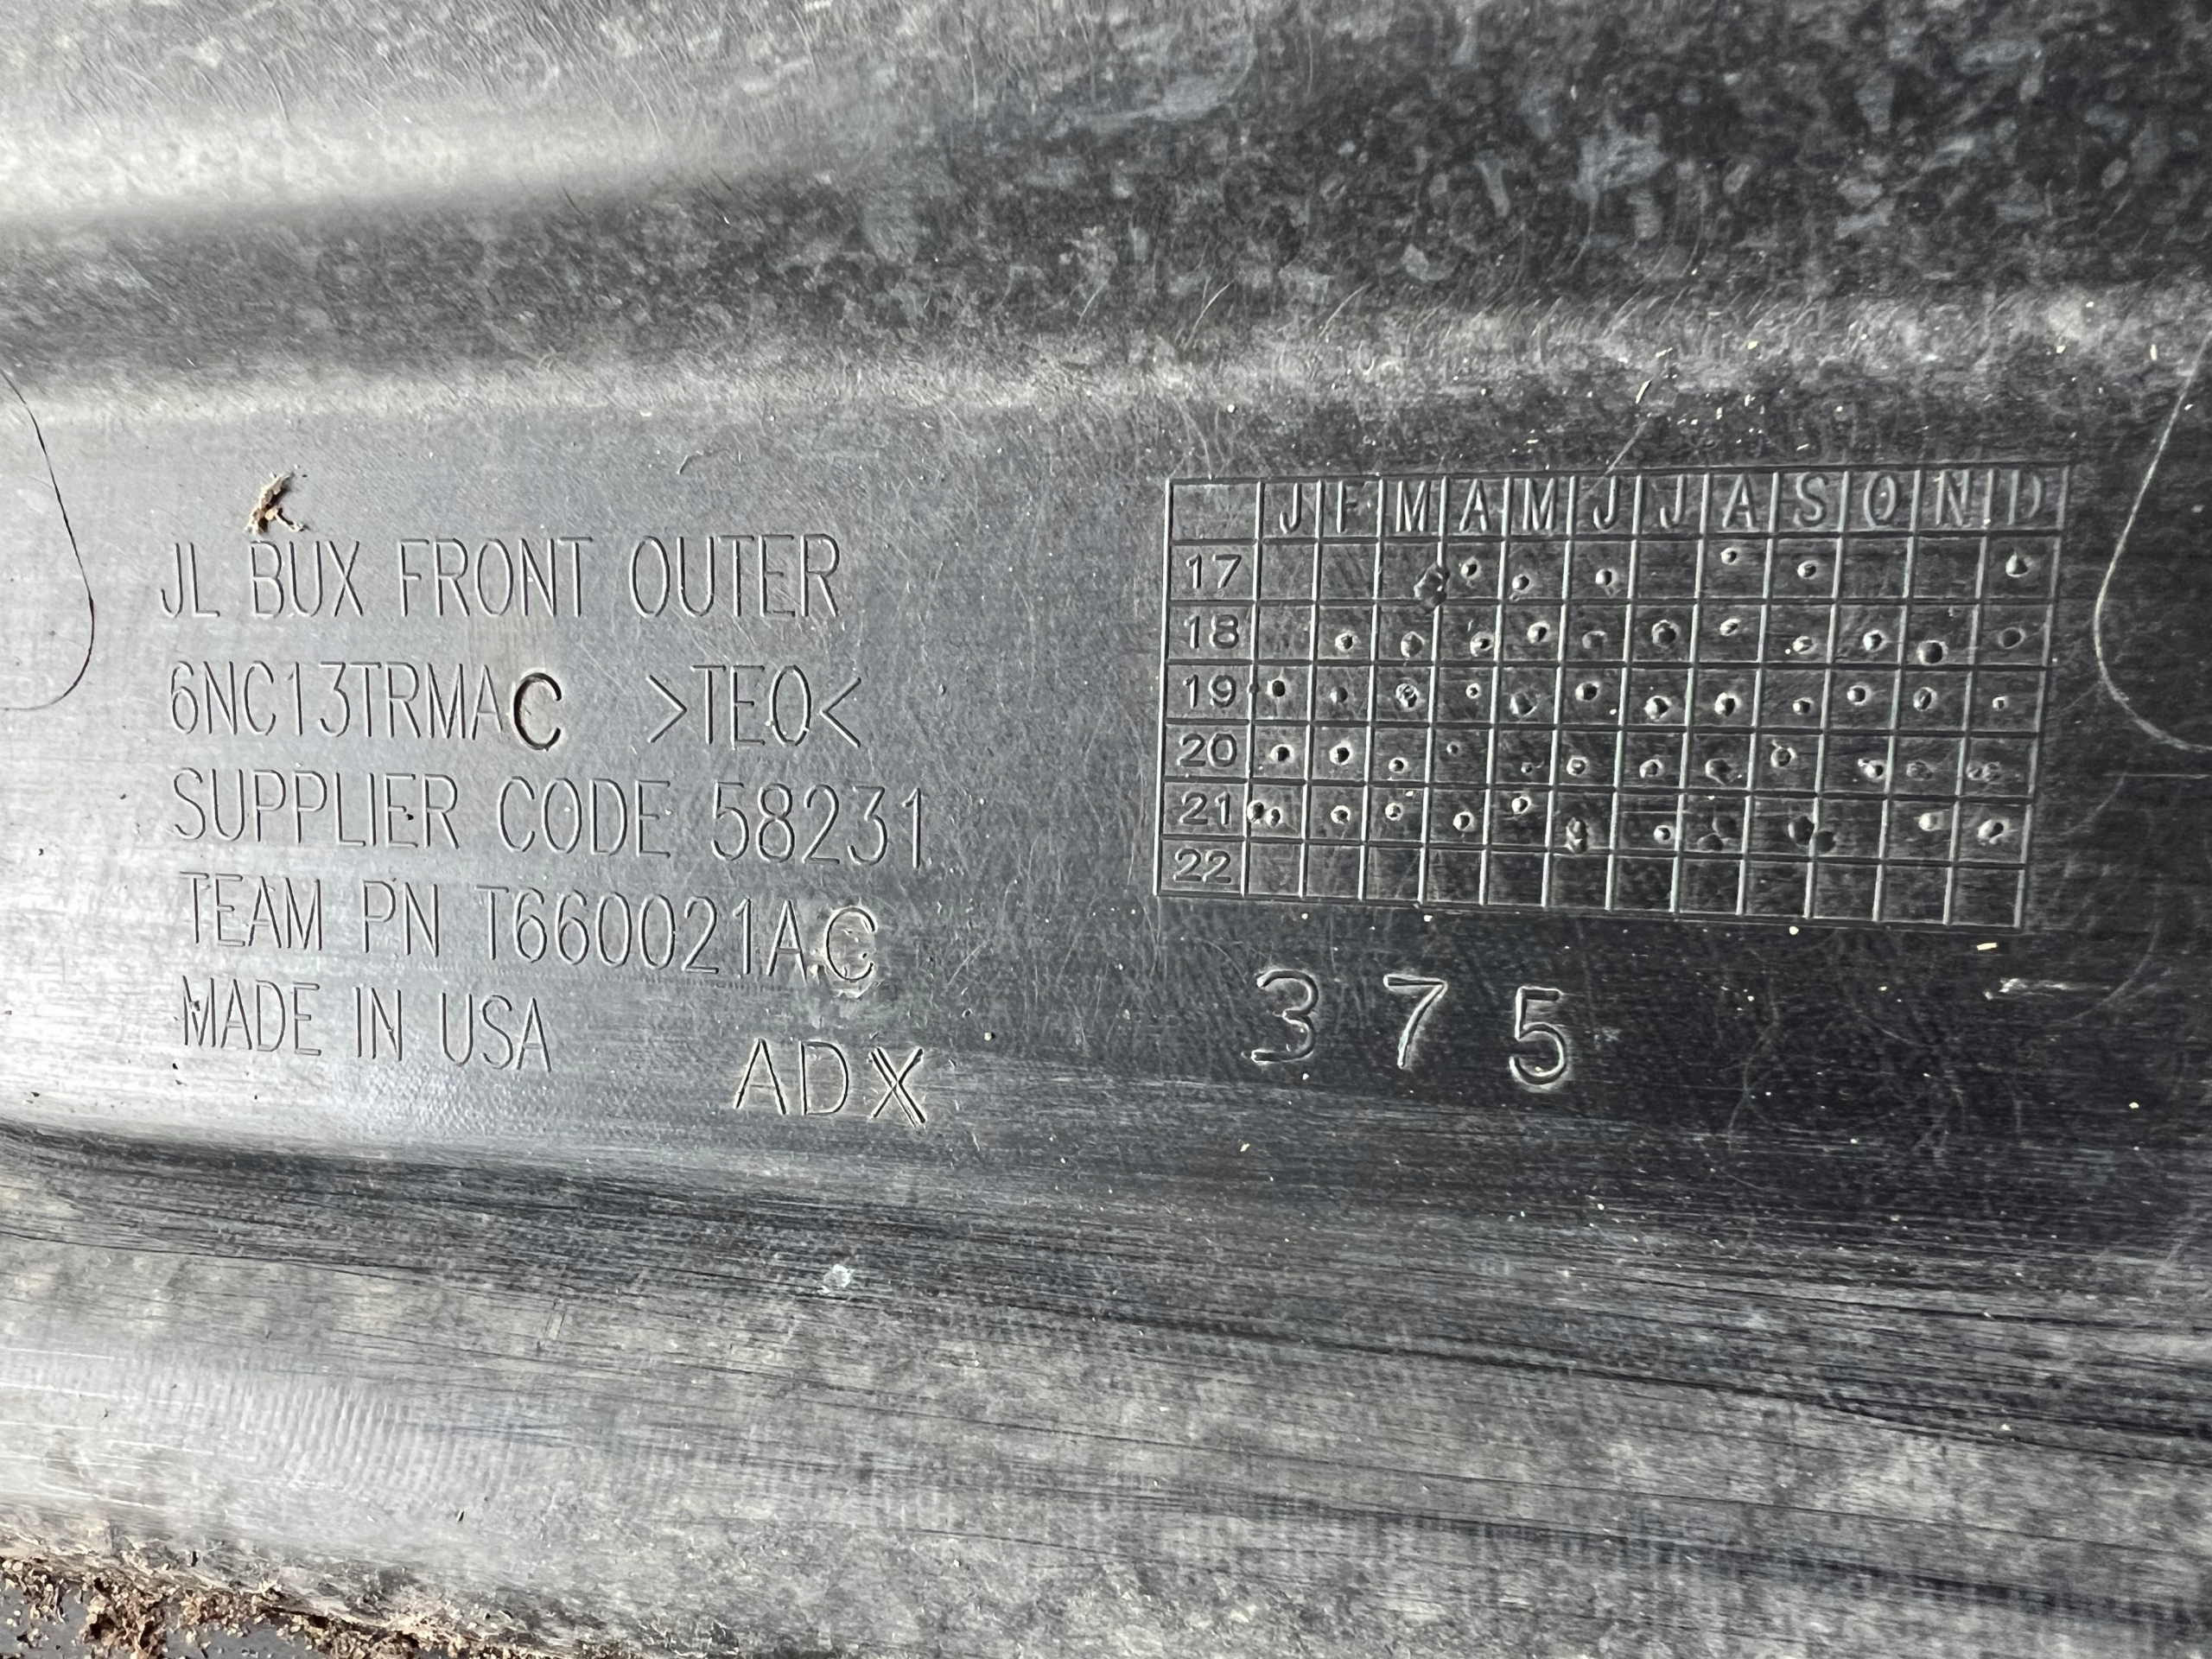 JL BUX FRONT OUTER
6NC13TRMAC >TEO<
SUPPLIER CODE 58231
TEAM PN T660021AC
MADE IN USA
ADX
J F M A M J J A S O N D
17
18
19
20
21
22
375